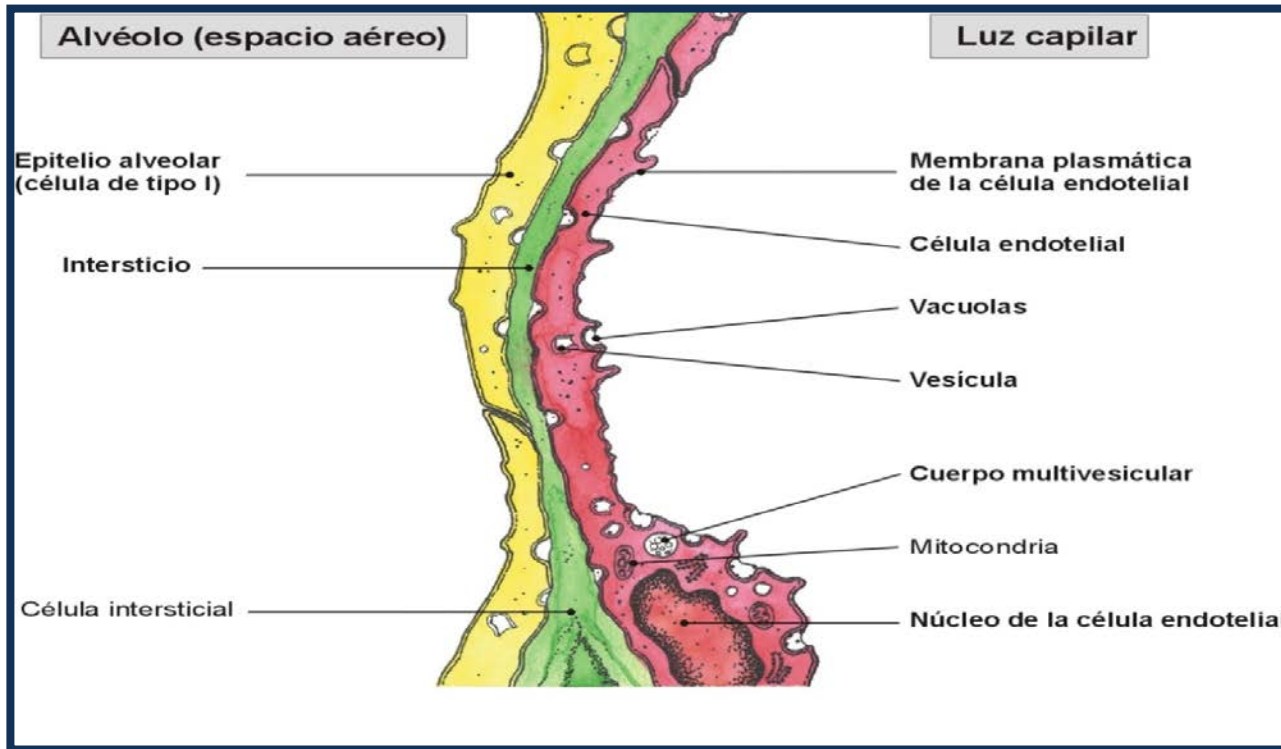 Alvéolo (espacio aéreo)
Luz capilar
Epitelio alveolar
(célula de tipo I)
Intersticio
Célula intersticial
Membrana plasmática
de la célula endotelial
Célula endotelial
Vacuolas
Vesícula
Cuerpo multivesicular
Mitocondria
Núcleo de la célula endotelial